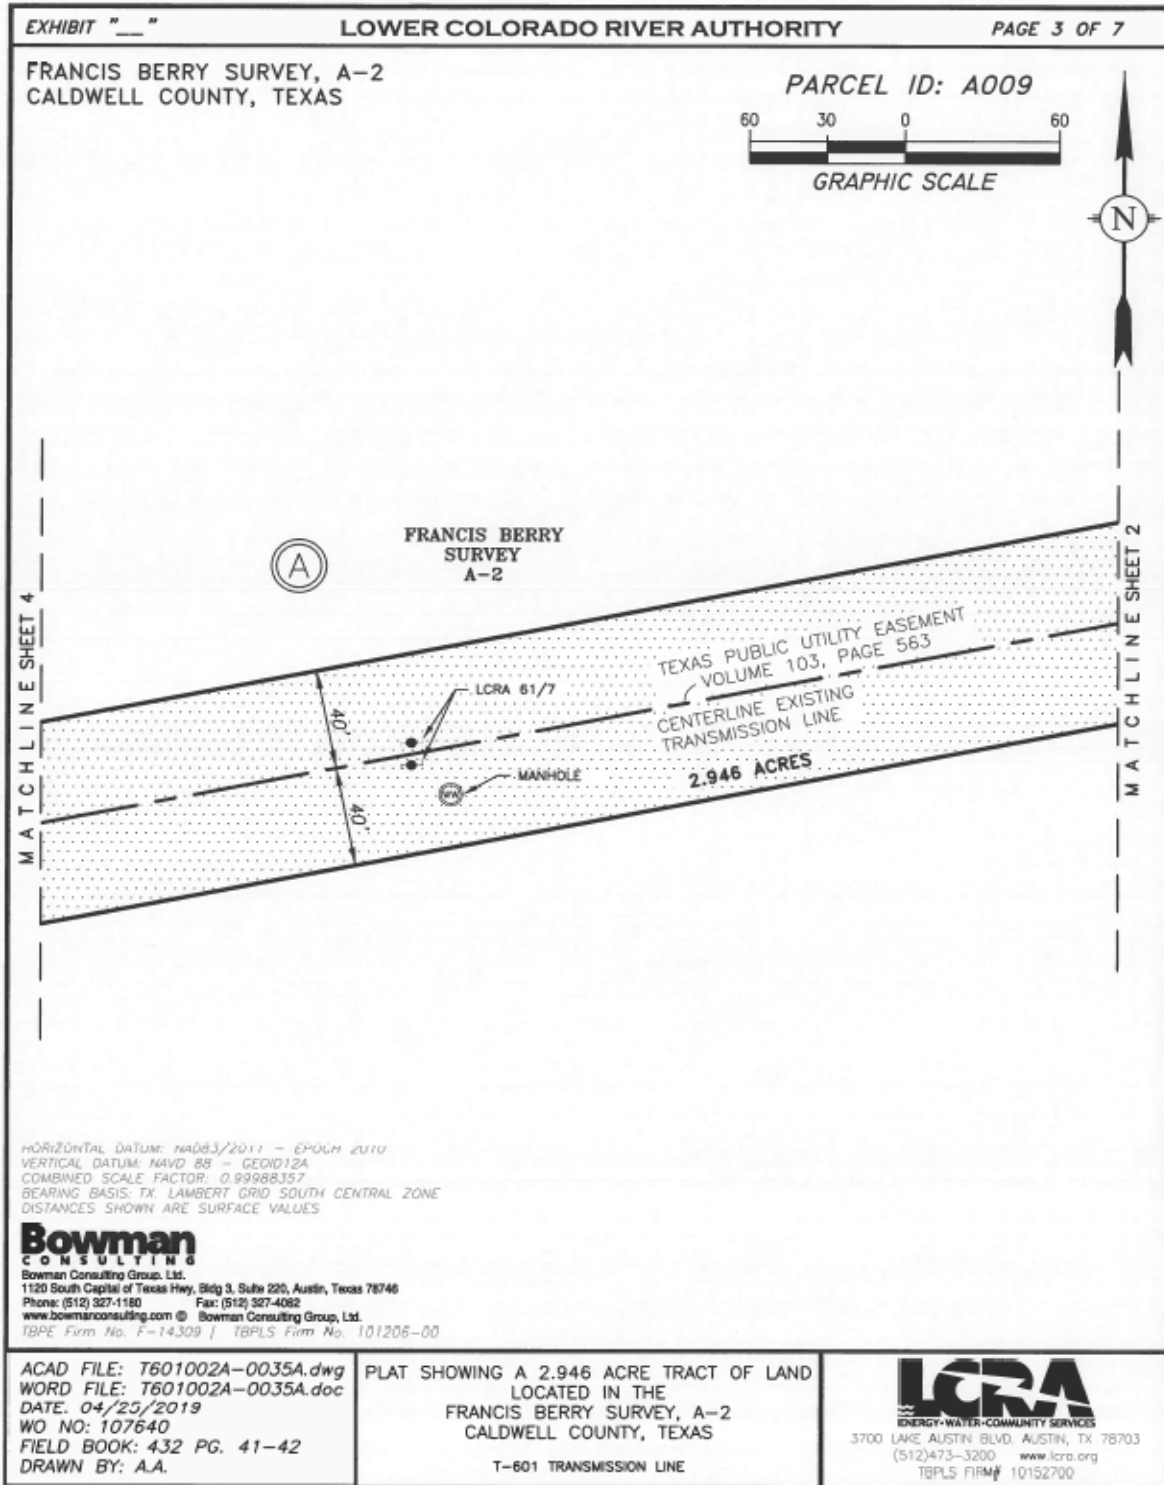 EXHIBIT "__"
LOWER COLORADO RIVER AUTHORITY
PAGE 3 OF 7
FRANCIS BERRY SURVEY, A-2
CALDWELL COUNTY, TEXAS
PARCEL ID: A009
60 30 0 60
GRAPHIC SCALE
N
FRANCIS BERRY
SURVEY
A-2
A
MATCHLINE SHEET 4
MATCHLINE SHEET 2
TEXAS PUBLIC UTILITY EASEMENT
VOLUME 103, PAGE 563
LCRA 61/7
40'
CENTERLINE EXISTING
TRANSMISSION LINE
2.946 ACRES
MANHOLE
WW
40'
HORIZONTAL DATUM: NAD83/2011 - EPOCH 2010
VERTICAL DATUM: NAVD 88 - GEOID12A
COMBINED SCALE FACTOR: 0.99988357
BEARING BASIS: TX. LAMBERT GRID SOUTH CENTRAL ZONE
DISTANCES SHOWN ARE SURFACE VALUES
Bowman
CONSULTING
Bowman Consulting Group, Ltd.
1120 South Capital of Texas Hwy, Bldg 3, Suite 220, Austin, Texas 78746
Phone: (512) 327-1180 Fax: (512) 327-4062
www.bowmanconsulting.com © Bowman Consulting Group, Ltd.
TBPE Firm No. F-14309 | TBPLS Firm No. 101206-00
ACAD FILE: T601002A-0035A.dwg
WORD FILE: T601002A-0035A.doc
DATE: 04/25/2019
WO NO: 107640
FIELD BOOK: 432 PG. 41-42
DRAWN BY: A.A.
PLAT SHOWING A 2.946 ACRE TRACT OF LAND
LOCATED IN THE
FRANCIS BERRY SURVEY, A-2
CALDWELL COUNTY, TEXAS
T-601 TRANSMISSION LINE
LCRA
ENERGY•WATER•COMMUNITY SERVICES
3700 LAKE AUSTIN BLVD. AUSTIN, TX 78703
(512)473-3200 www.lcra.org
TBPLS FIRM# 10152700